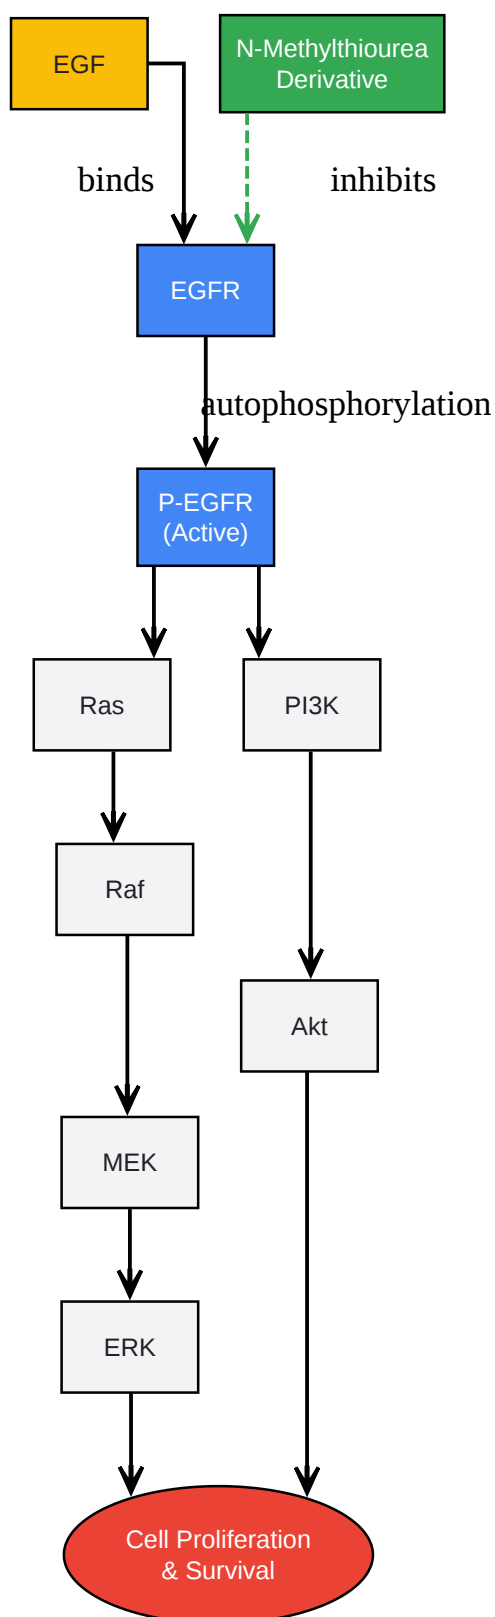 EGF
N-Methylthiourea
Derivative
binds
inhibits
EGFR
autophosphorylation
P-EGFR
(Active)
Ras
PI3K
Raf
Akt
MEK
ERK
Cell Proliferation
& Survival